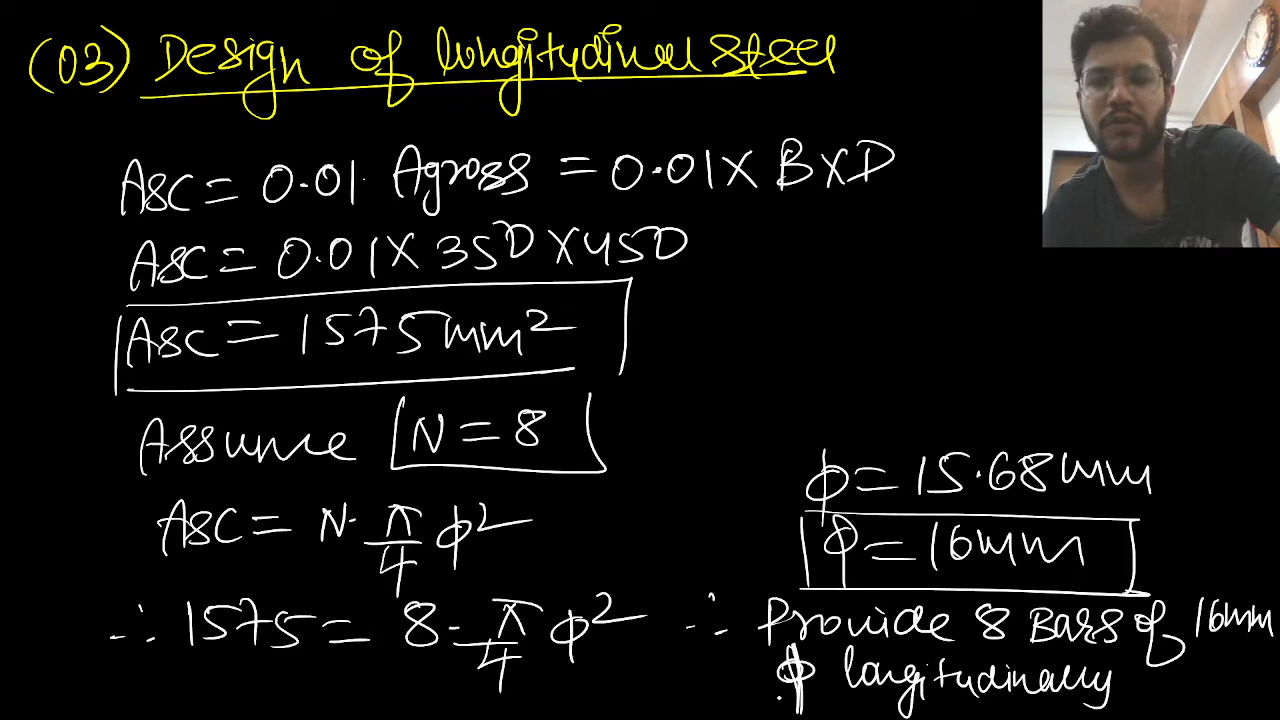 (03) Design of longitudinal steel
Asc = 0.01 Agross = 0.01 x B x D
Asc = 0.01 x 350 x 450
Asc = 1575 mm²
Assume N = 8
Asc = N. π/4 φ²
∴ 1575 = 8. π/4 φ²
φ = 15.68 mm
φ = 16 mm
∴ Provide 8 Bars of 16mm
φ longitudinally